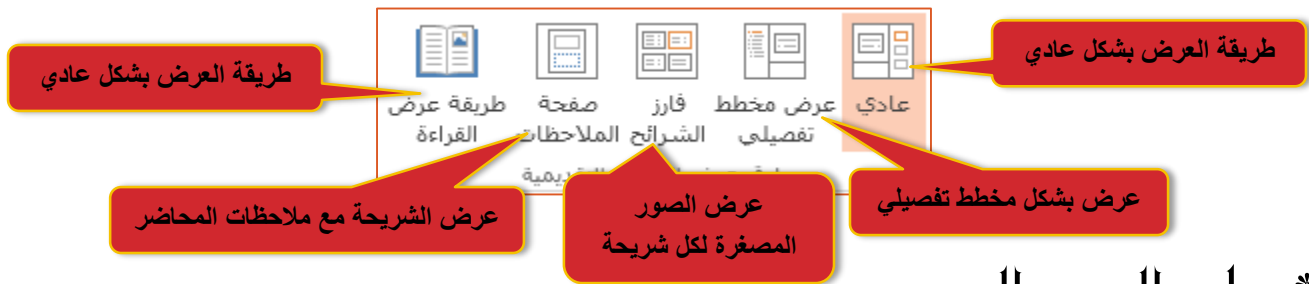 طريقة العرض بشكل عادي
طريقة العرض بشكل عادي
عادي
عرض مخطط
تفصيلي
فارز
الشرائح
صفحة
الملاحظات
طريقة عرض
القراءة
عرض بشكل مخطط تفصيلي
عرض الصور
المصغرة لكل شريحة
عرض الشريحة مع ملاحظات المحاضر